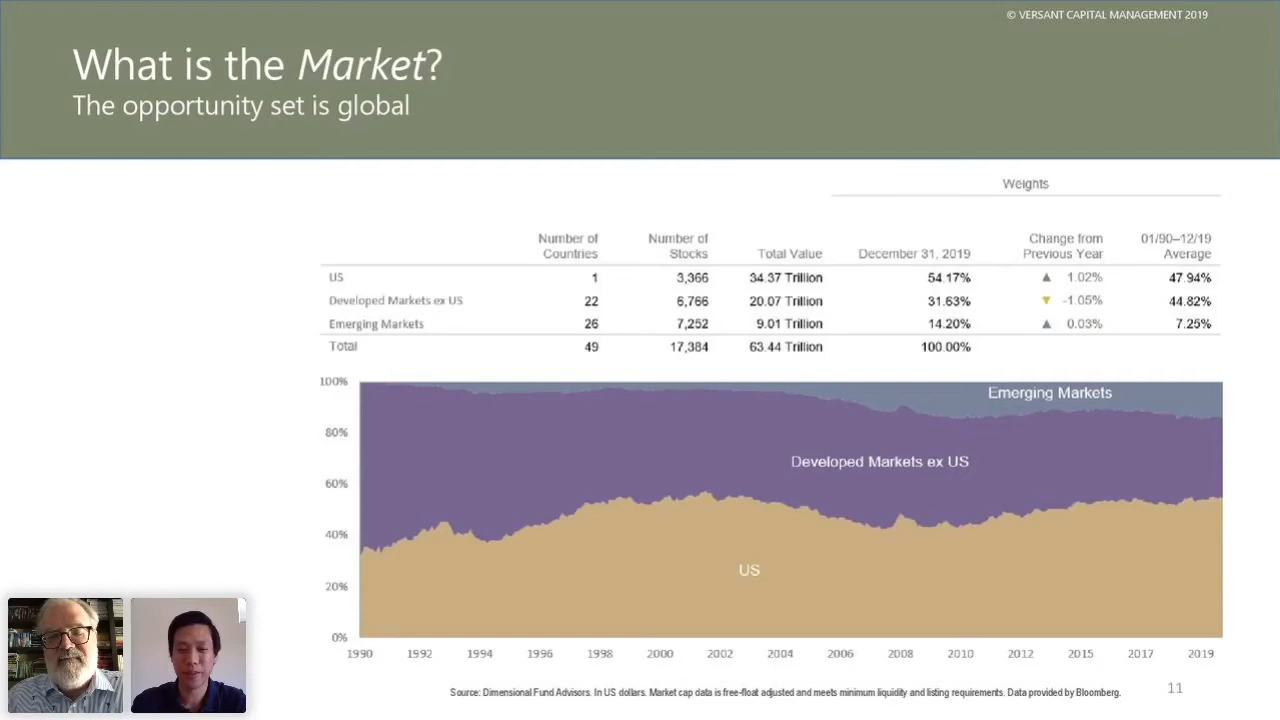 © VERSANT CAPITAL MANAGEMENT 2019
What is the Market?
The opportunity set is global
Weights
Number of Countries Number of Stocks Total Value December 31, 2019 Change from Previous Year 01/90–12/19 Average
US 1 3,366 34.37 Trillion 54.17% ▲ 1.02% 47.94%
Developed Markets ex US 22 6,766 20.07 Trillion 31.63% ▼ -1.05% 44.82%
Emerging Markets 26 7,252 9.01 Trillion 14.20% ▲ 0.03% 7.25%
Total 49 17,384 63.44 Trillion 100.00%
100%
80%
60%
40%
20%
0%
Emerging Markets
Developed Markets ex US
US
1990 1992 1994 1996 1998 2000 2002 2004 2006 2008 2010 2012 2015 2017 2019
Source: Dimensional Fund Advisors. In US dollars. Market cap data is free-float adjusted and meets minimum liquidity and listing requirements. Data provided by Bloomberg.
11